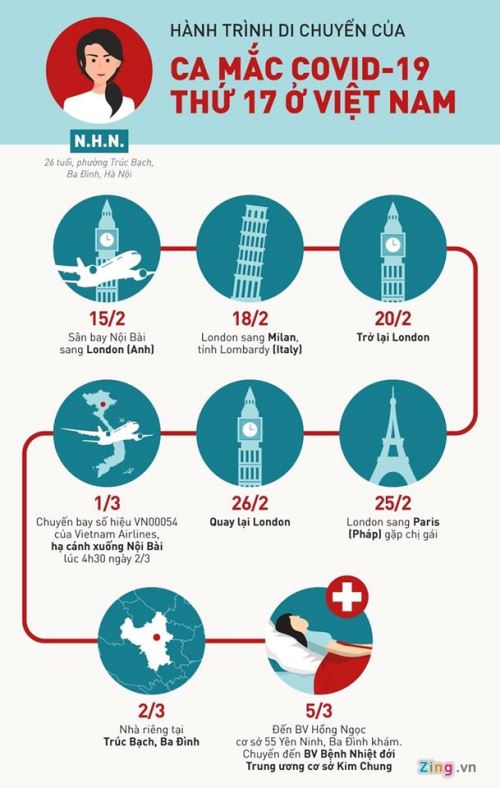 HÀNH TRÌNH DI CHUYỂN CỦA
CA MẮC COVID-19
THỨ 17 Ở VIỆT NAM
N.H.N.
26 tuổi, phường Trúc Bạch,
Ba Đình, Hà Nội
15/2
Sân bay Nội Bài
sang London (Anh)
18/2
London sang Milan,
tỉnh Lombardy (Italy)
20/2
Trở lại London
1/3
Chuyến bay số hiệu VN00054
của Vietnam Airlines,
hạ cánh xuống Nội Bài
lúc 4h30 ngày 2/3
26/2
Quay lại London
25/2
London sang Paris
(Pháp) gặp chị gái
2/3
Nhà riêng tại
Trúc Bạch, Ba Đình
5/3
Đến BV Hồng Ngọc
cơ sở 55 Yên Ninh, Ba Đình khám.
Chuyển đến BV Bệnh Nhiệt đới
Trung ương cơ sở Kim Chung
Zing.vn